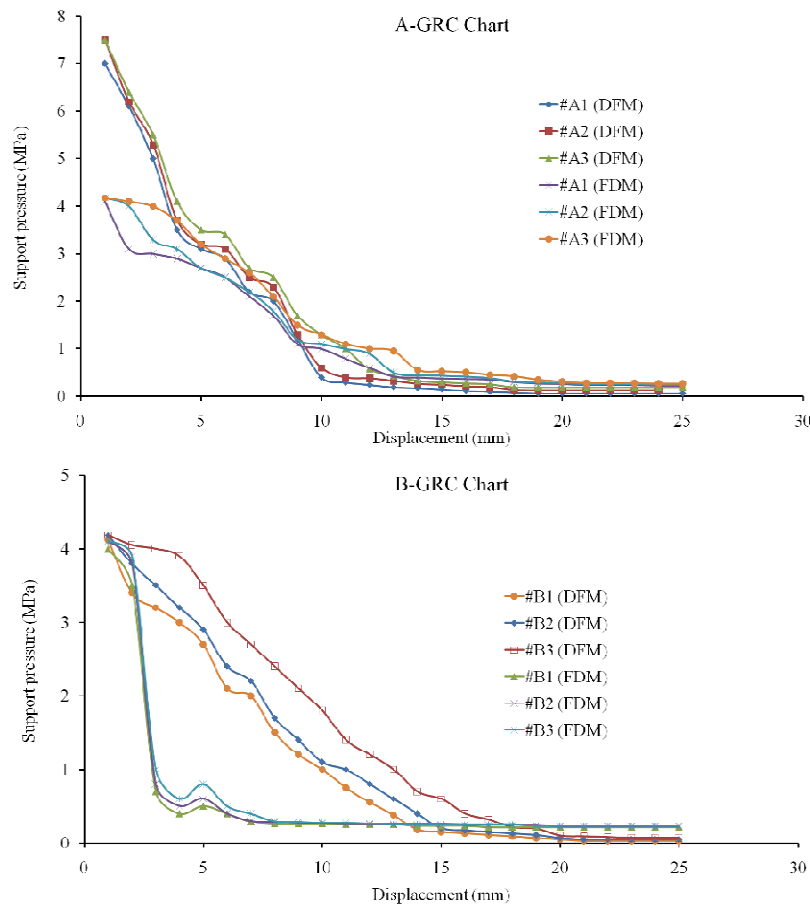 A-GRC Chart
8
7
6
5
4
3
2
1
0
Support pressure (MPa)
#A1 (DFM)
#A2 (DFM)
#A3 (DFM)
#A1 (FDM)
#A2 (FDM)
#A3 (FDM)
0 5 10 15 20 25 30
Displacement (mm)
B-GRC Chart
5
4
3
2
1
0
Support pressure (MPa)
#B1 (DFM)
#B2 (DFM)
#B3 (DFM)
#B1 (FDM)
#B2 (FDM)
#B3 (FDM)
0 5 10 15 20 25 30
Displacement (mm)